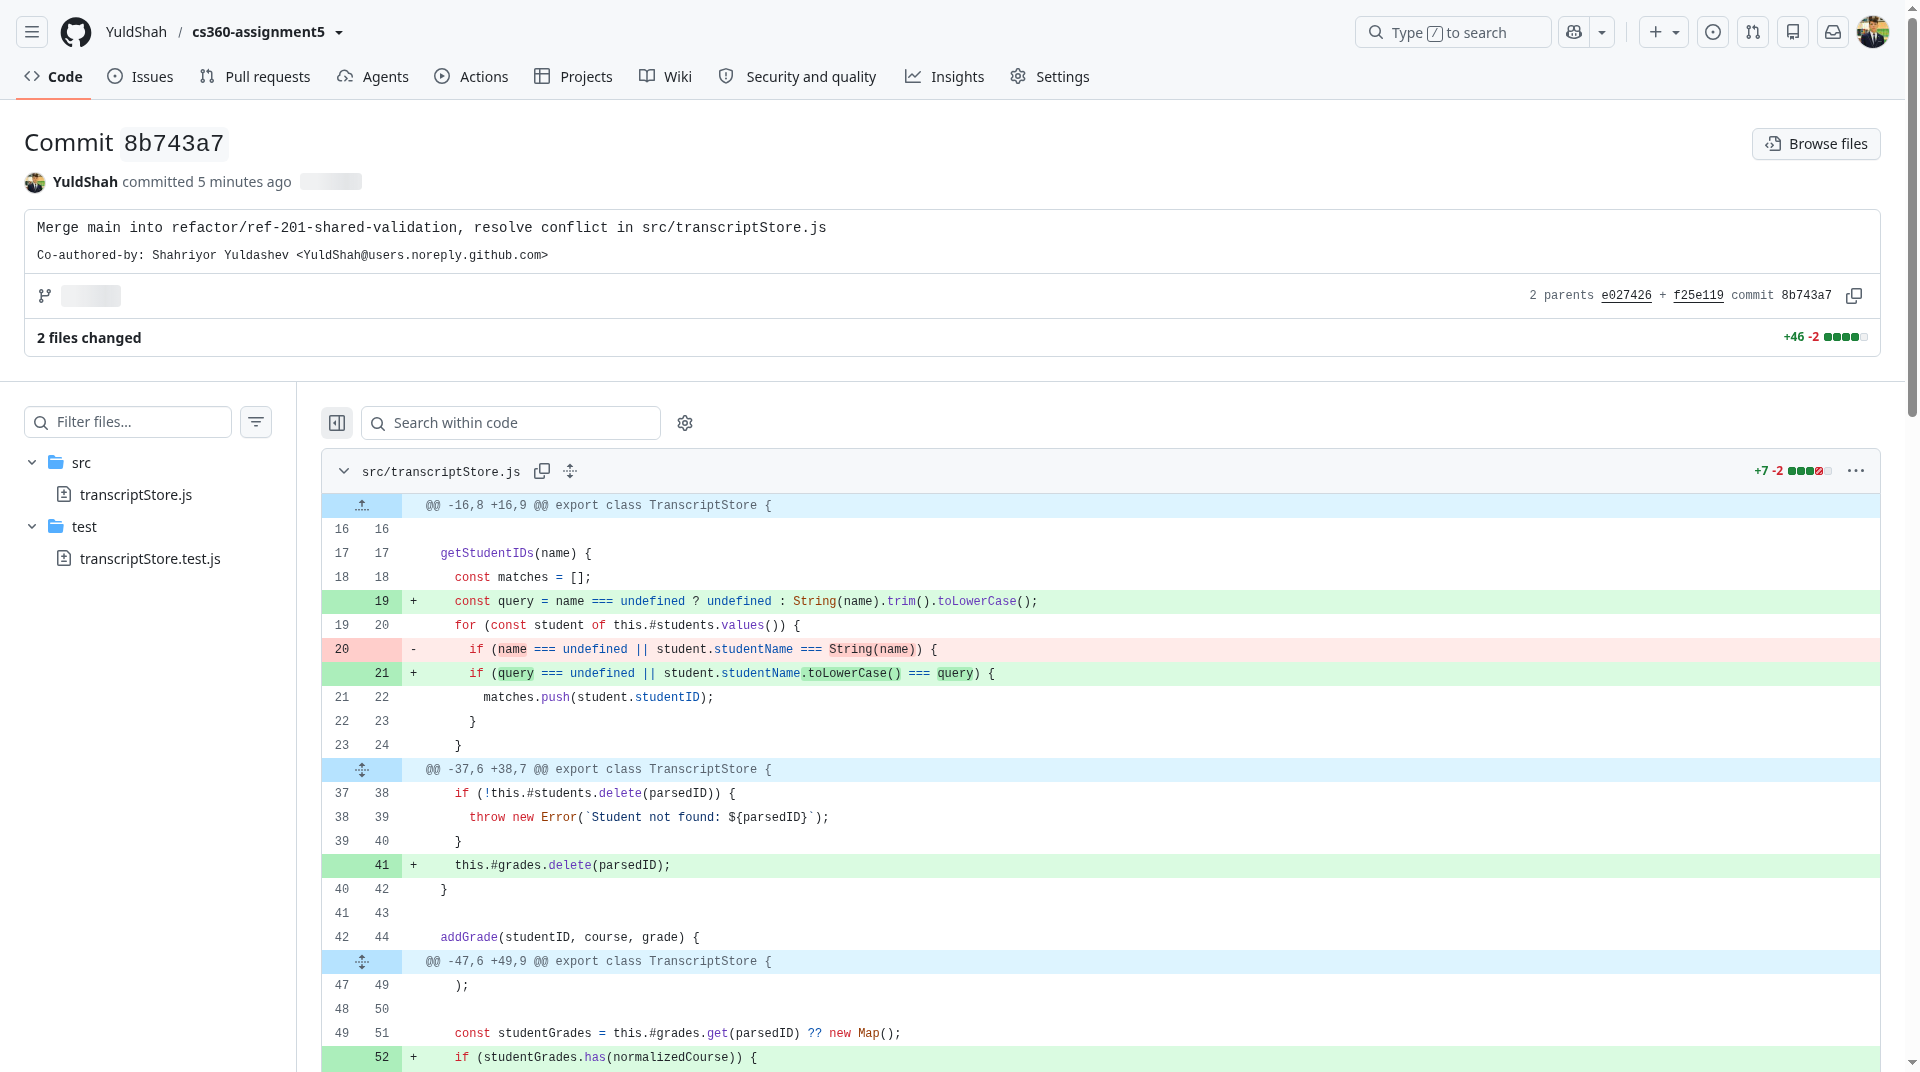 YuldShah / cs360-assignment5
Type / to search
Code Issues Pull requests Agents Actions Projects Wiki Security and quality Insights Settings
Commit 8b743a7
Browse files
YuldShah committed 5 minutes ago
Merge main into refactor/ref-201-shared-validation, resolve conflict in src/transcriptStore.js
Co-authored-by: Shahriyor Yuldashev <YuldShah@users.noreply.github.com>
2 parents e027426 + f25e119 commit 8b743a7
2 files changed
+46 -2
Filter files...
src
transcriptStore.js
test
transcriptStore.test.js
Search within code
src/transcriptStore.js
+7 -2
@@ -16,8 +16,9 @@ export class TranscriptStore {
16 16
17 17 getStudentIDs(name) {
18 18 const matches = [];
19 + const query = name === undefined ? undefined : String(name).trim().toLowerCase();
19 20 for (const student of this.#students.values()) {
20 - if (name === undefined || student.studentName === String(name)) {
21 + if (query === undefined || student.studentName.toLowerCase() === query) {
21 22 matches.push(student.studentID);
22 23 }
23 24 }
@@ -37,6 +38,7 @@ export class TranscriptStore {
37 38 if (!this.#students.delete(parsedID)) {
38 39 throw new Error(`Student not found: ${parsedID}`);
39 40 }
41 + this.#grades.delete(parsedID);
40 42 }
41 43
42 44 addGrade(studentID, course, grade) {
@@ -47,6 +49,9 @@ export class TranscriptStore {
47 49 );
48 50
49 51 const studentGrades = this.#grades.get(parsedID) ?? new Map();
52 + if (studentGrades.has(normalizedCourse)) {